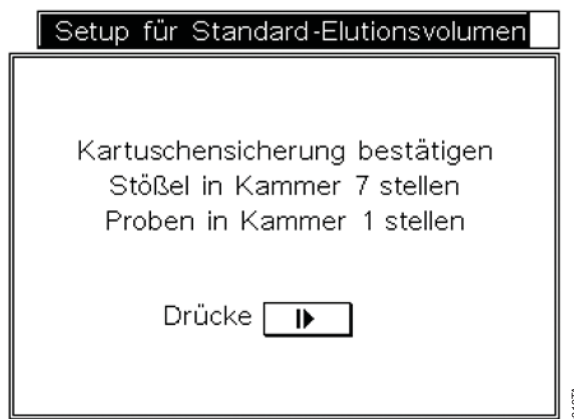 Setup für Standard-Elutionsvolumen
Kartuschensicherung bestätigen
Stößel in Kammer 7 stellen
Proben in Kammer 1 stellen
Drücke